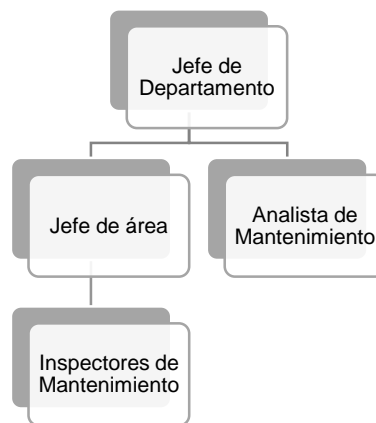 Jefe de
Departamento
Jefe de área
Analista de
Mantenimiento
Inspectores de
Mantenimiento